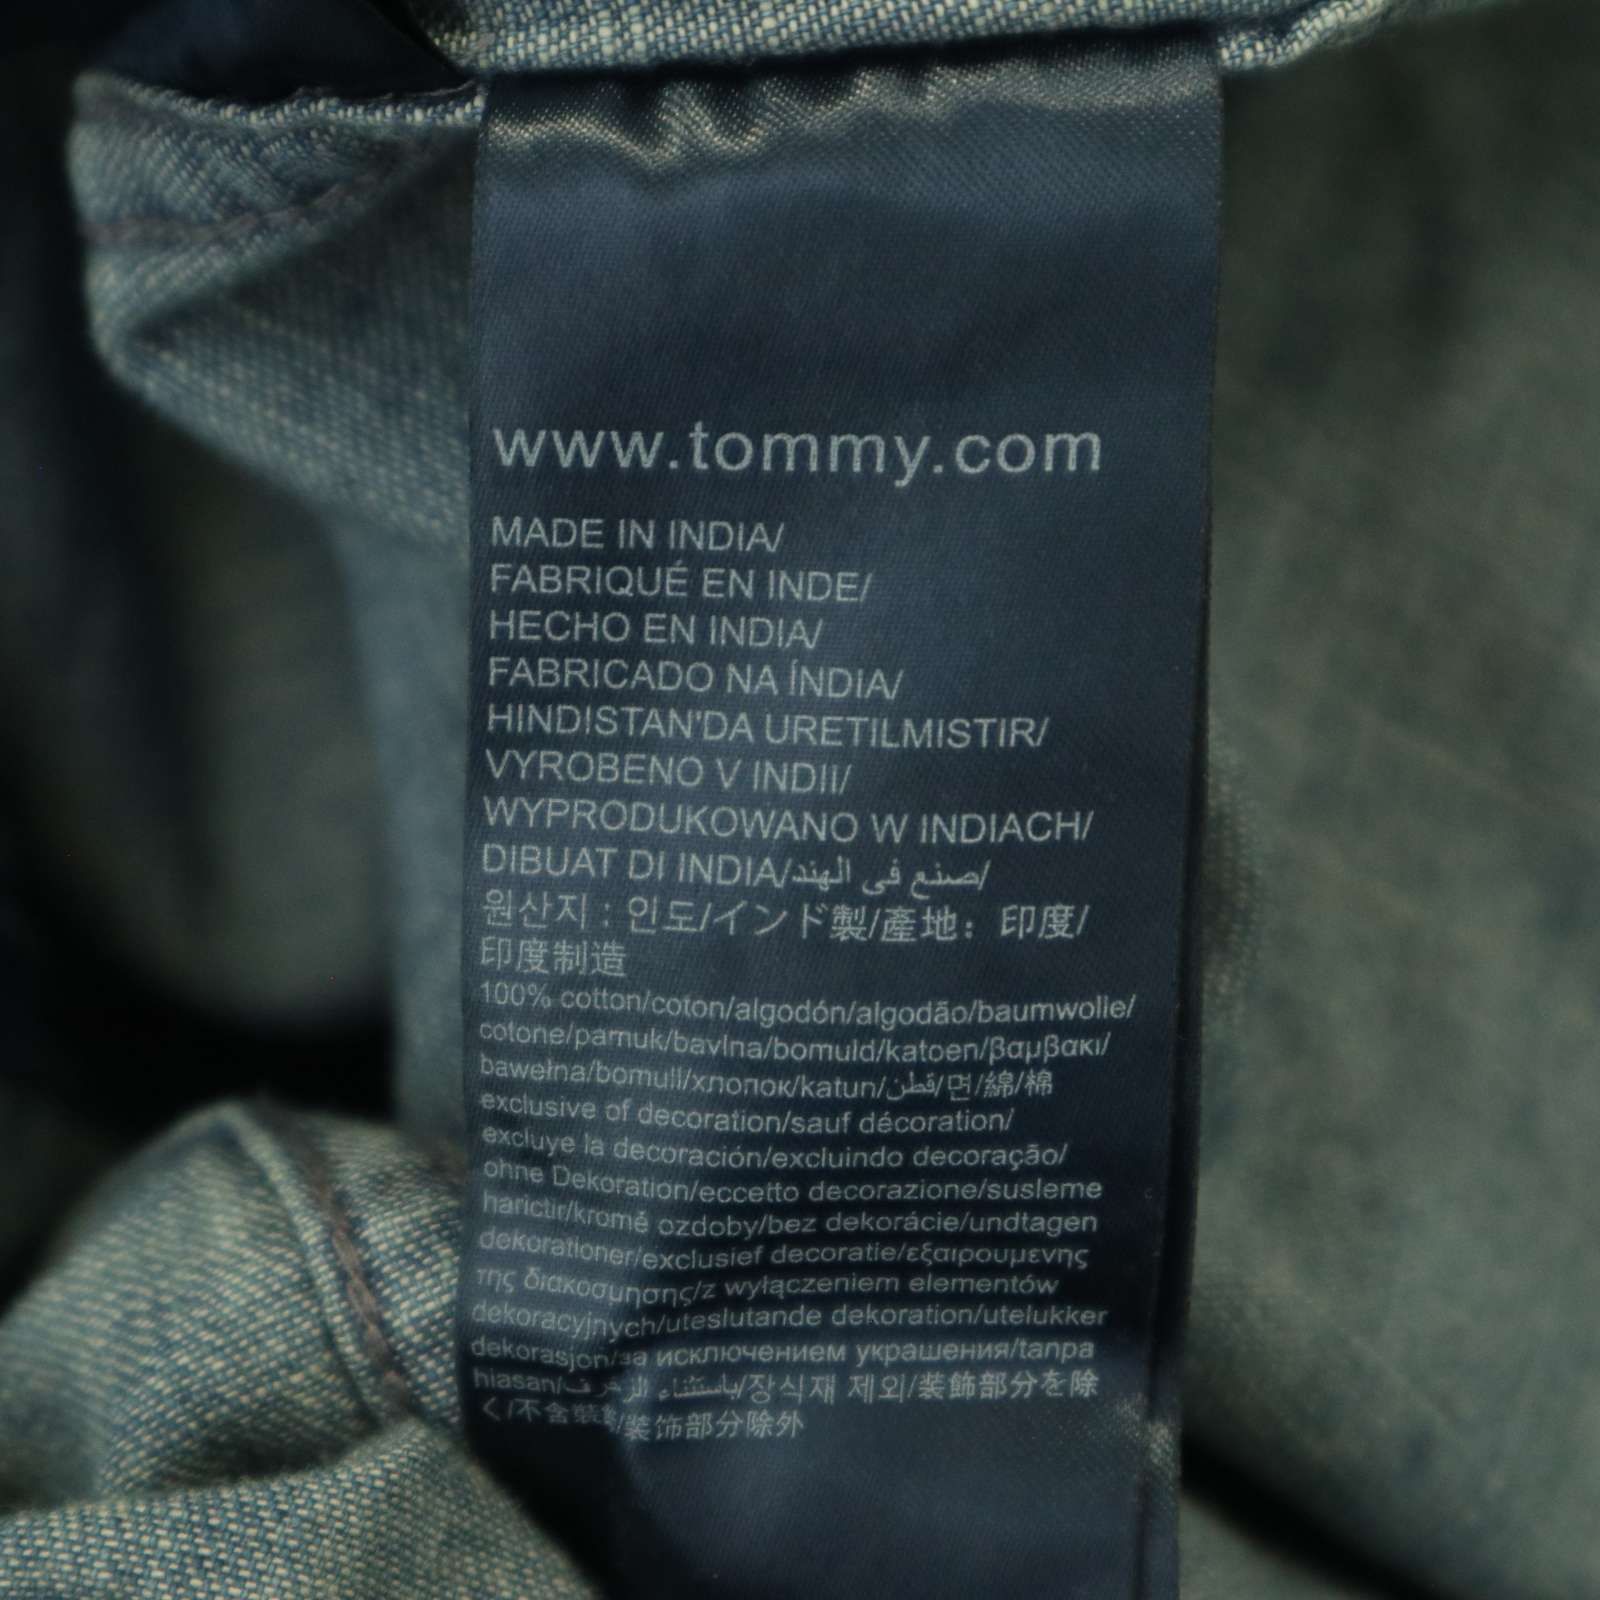 www.tommy.com
MADE IN INDIA/
FABRIQUÉ EN INDE/
HECHO EN INDIA/
FABRICADO NA ÍNDIA/
HINDISTAN'DA URETILMISTIR/
VYROBENO V INDII/
WYPRODUKOWANO W INDIACH/
DIBUAT DI INDIA/صنع في الهند/
원산지 : 인도/インド製/產地: 印度/
印度制造
100% cotton/coton/algodón/algodão/baumwolle/
cotone/pamuk/bavlna/bomuld/katoen/βαμβακι/
bawełna/bomull/хлопок/katun/قطن/면/綿/棉
exclusive of decoration/sauf décoration/
excluye la decoración/excluindo decoração/
ohne Dekoration/eccetto decorazione/susleme
harictir/kromě ozdoby/bez dekorácie/undtagen
dekorationer/exclusief decoratie/εξαιρουμενης
της διακοσμησης/z wyłączeniem elementów
dekoracyjnych/uteslutande dekoration/utelukker
dekorasjon/за исключением украшения/tanpa
hiasan/باستثناء الزخرف/장식재 제외/装飾部分を除
く/不含裝飾/装饰部分除外